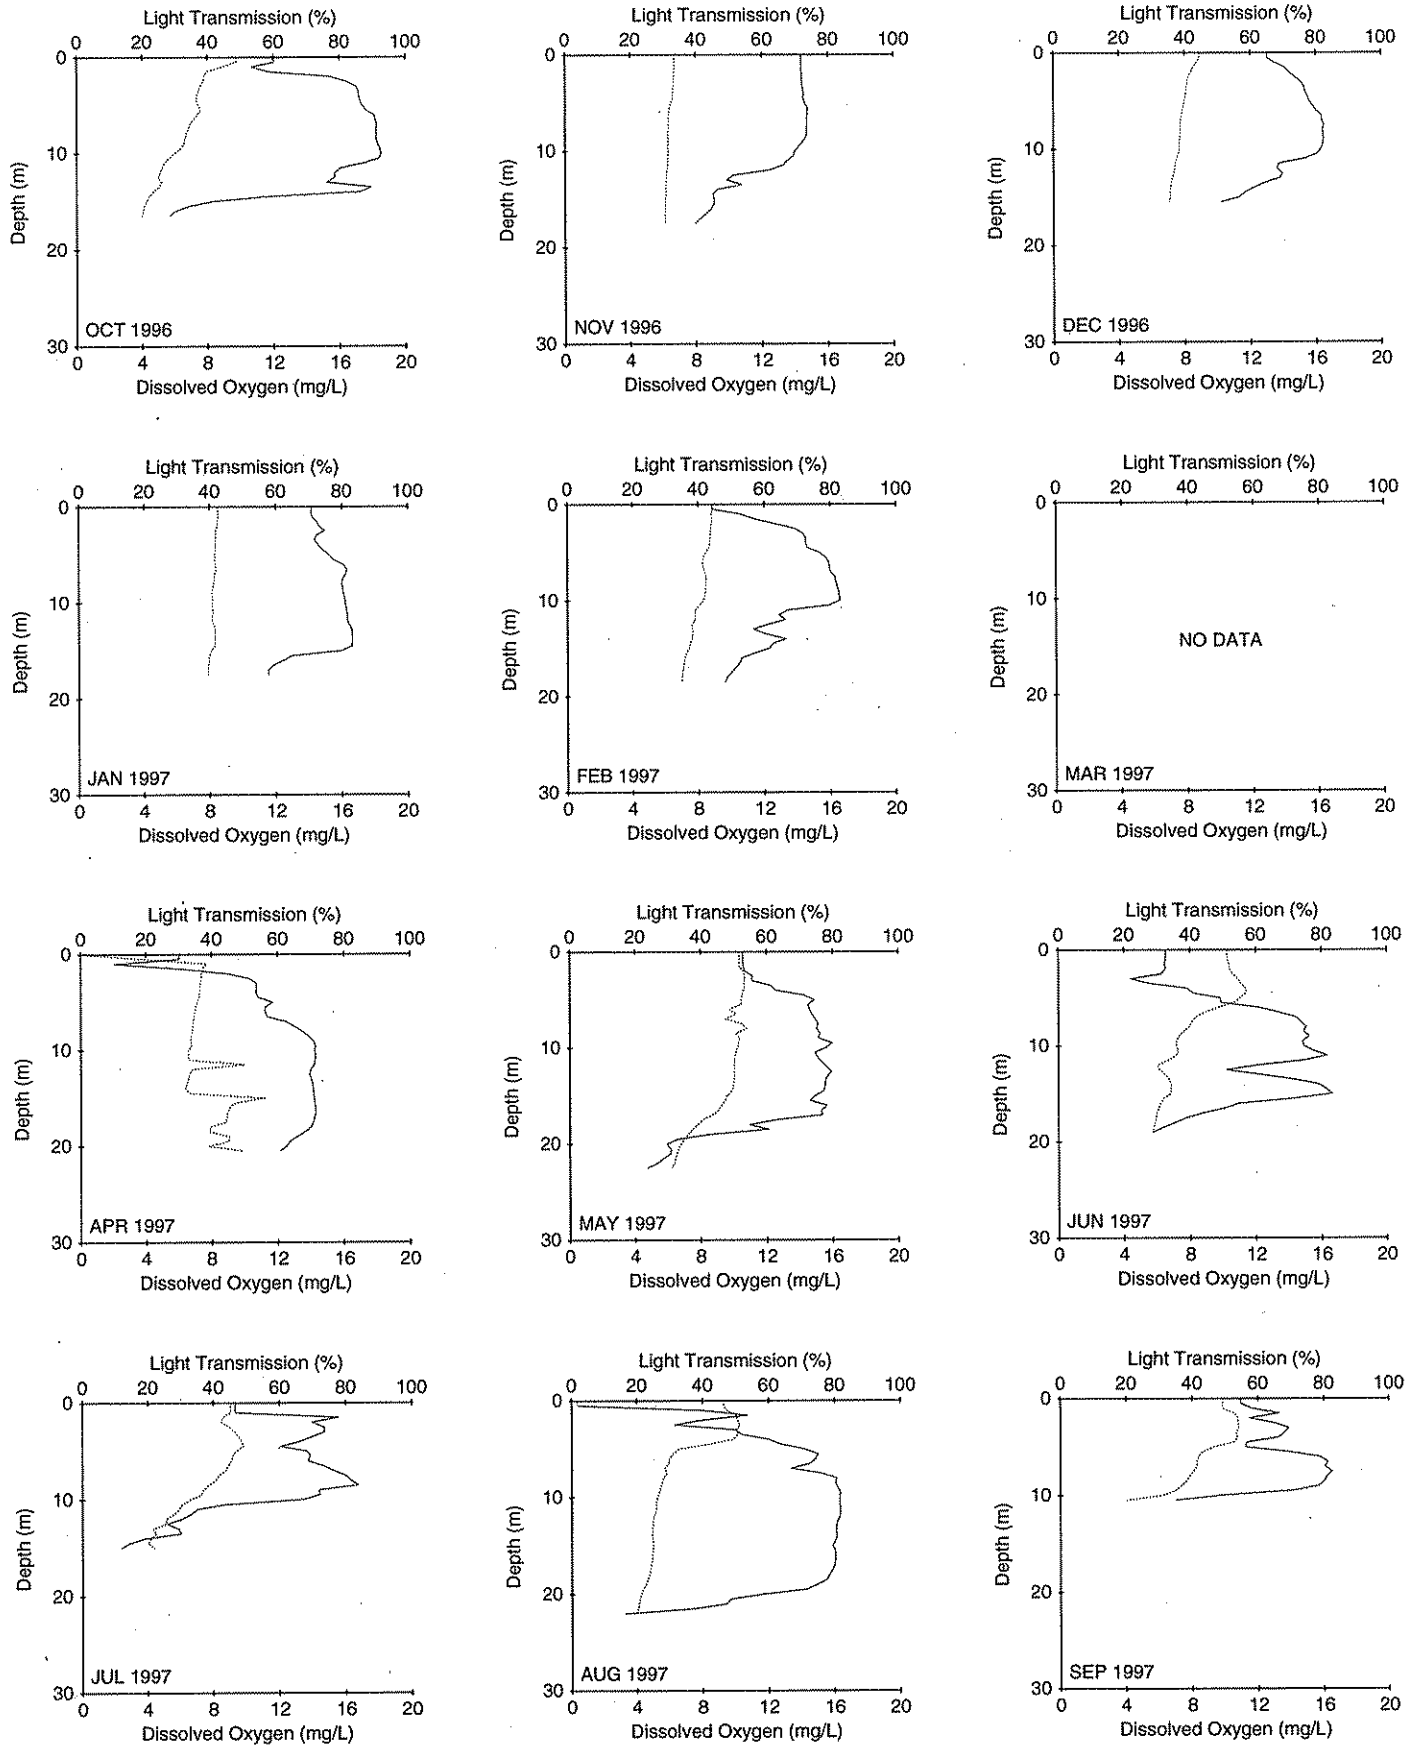 Light Transmission (%)
0 20 40 60 80 100
0
10
20
30
Depth (m)
OCT 1996
0 4 8 12 16 20
Dissolved Oxygen (mg/L)
Light Transmission (%)
0 20 40 60 80 100
0
10
20
30
Depth (m)
NOV 1996
0 4 8 12 16 20
Dissolved Oxygen (mg/L)
Light Transmission (%)
0 20 40 60 80 100
0
10
20
30
Depth (m)
DEC 1996
0 4 8 12 16 20
Dissolved Oxygen (mg/L)
Light Transmission (%)
0 20 40 60 80 100
0
10
20
30
Depth (m)
JAN 1997
0 4 8 12 16 20
Dissolved Oxygen (mg/L)
Light Transmission (%)
0 20 40 60 80 100
0
10
20
30
Depth (m)
FEB 1997
0 4 8 12 16 20
Dissolved Oxygen (mg/L)
Light Transmission (%)
0 20 40 60 80 100
0
10
20
30
Depth (m)
NO DATA
MAR 1997
0 4 8 12 16 20
Dissolved Oxygen (mg/L)
Light Transmission (%)
0 20 40 60 80 100
0
10
20
30
Depth (m)
APR 1997
0 4 8 12 16 20
Dissolved Oxygen (mg/L)
Light Transmission (%)
0 20 40 60 80 100
0
10
20
30
Depth (m)
MAY 1997
0 4 8 12 16 20
Dissolved Oxygen (mg/L)
Light Transmission (%)
0 20 40 60 80 100
0
10
20
30
Depth (m)
JUN 1997
0 4 8 12 16 20
Dissolved Oxygen (mg/L)
Light Transmission (%)
0 20 40 60 80 100
0
10
20
30
Depth (m)
JUL 1997
0 4 8 12 16 20
Dissolved Oxygen (mg/L)
Light Transmission (%)
0 20 40 60 80 100
0
10
20
30
Depth (m)
AUG 1997
0 4 8 12 16 20
Dissolved Oxygen (mg/L)
Light Transmission (%)
0 20 40 60 80 100
0
10
20
30
Depth (m)
SEP 1997
0 4 8 12 16 20
Dissolved Oxygen (mg/L)